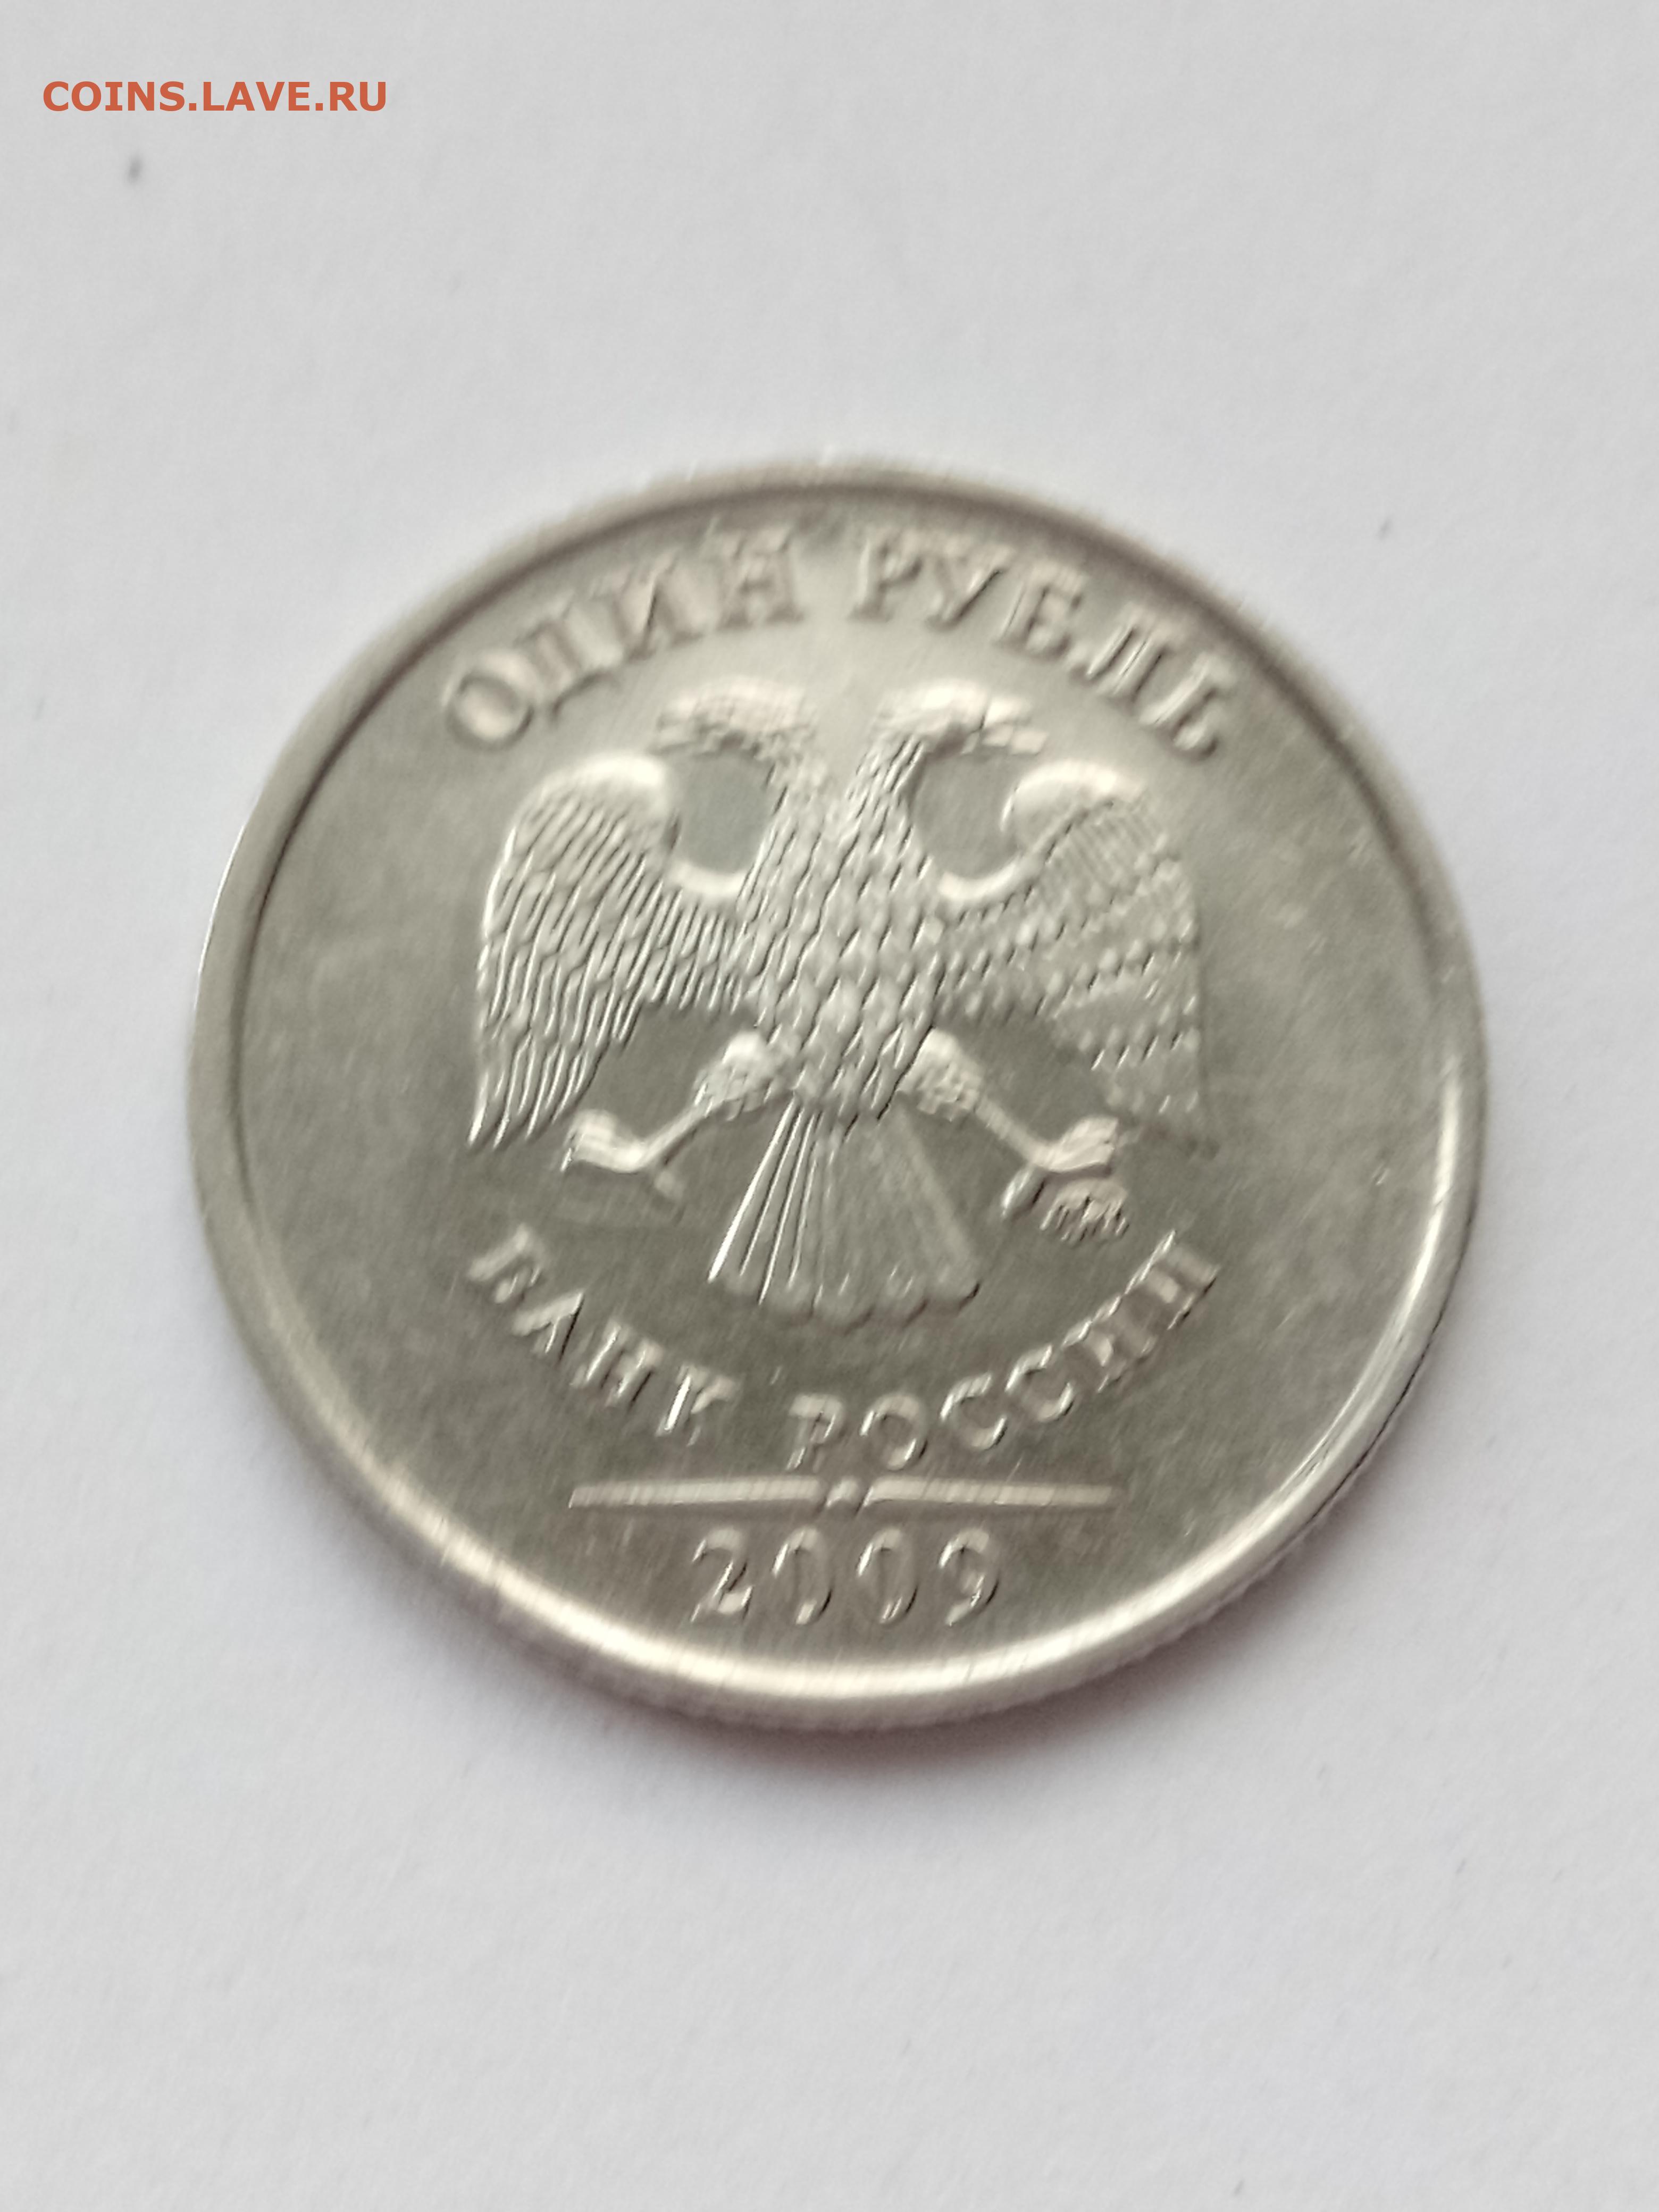 COINS.LAVE.RU
ОДИН РУБЛЬ
БАНК РОССИИ
2009